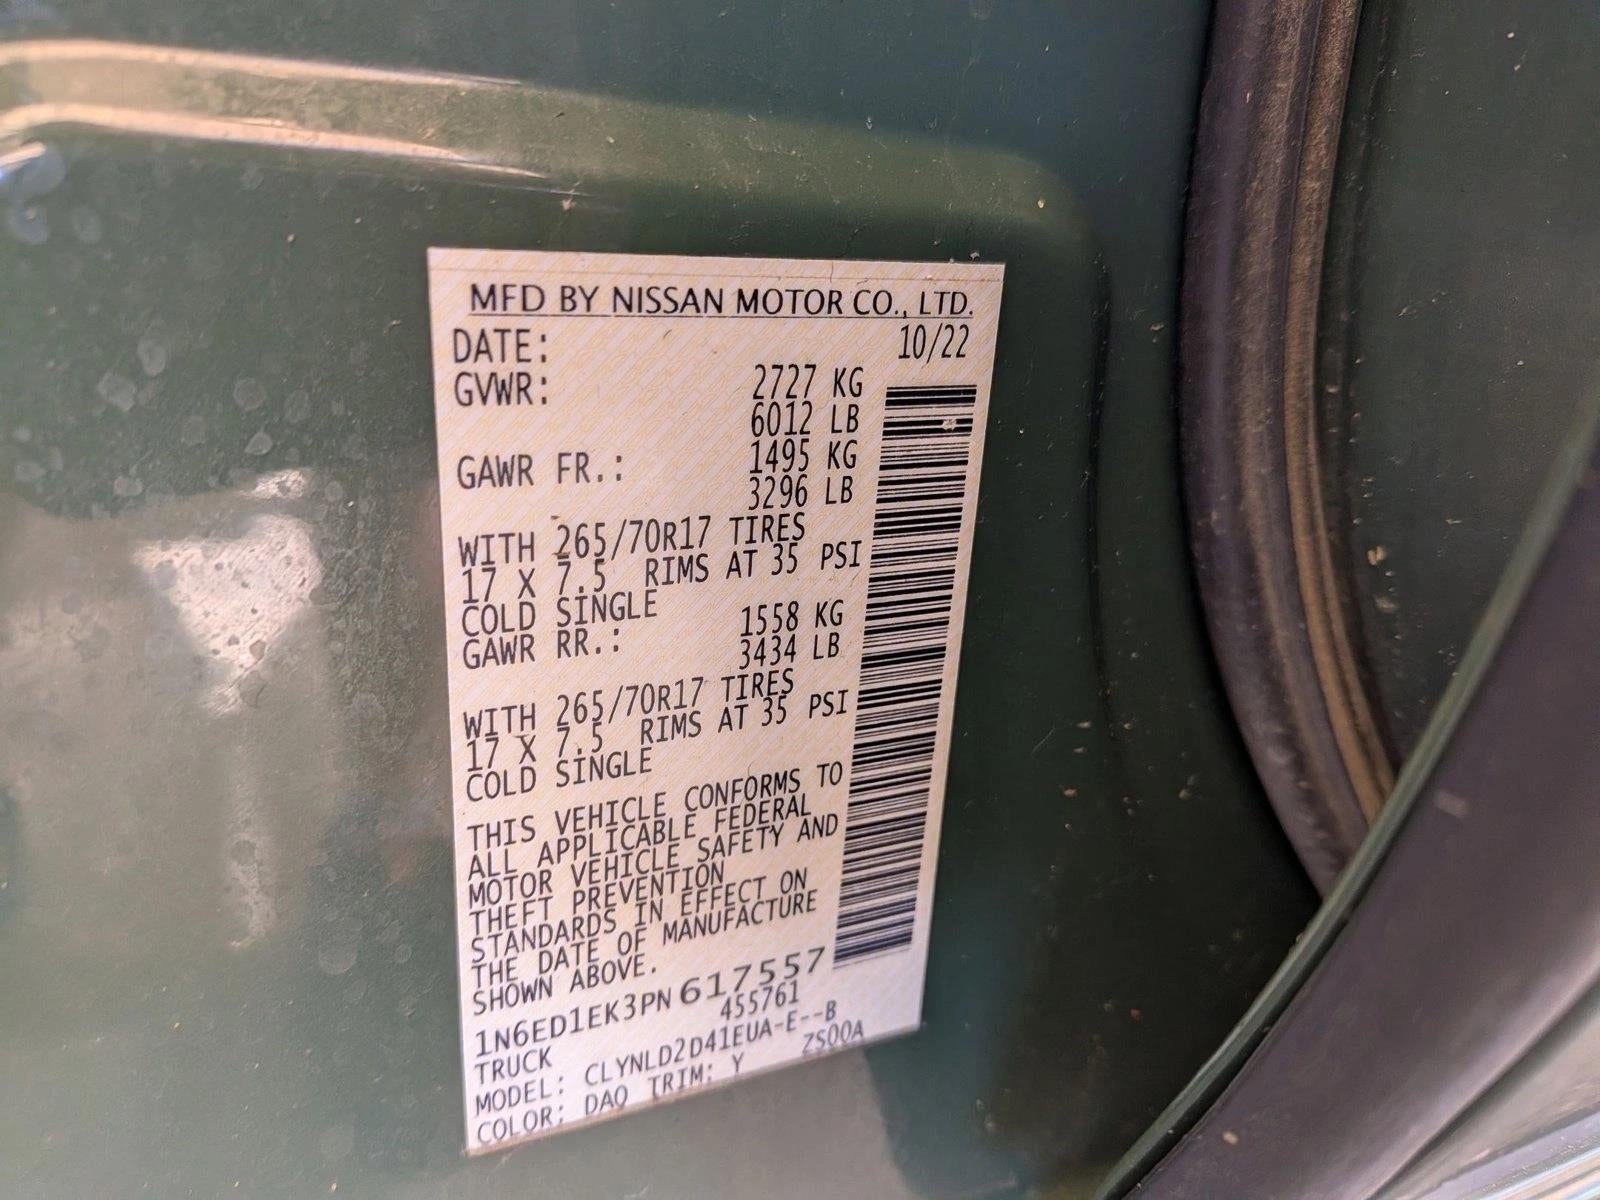 MFD BY NISSAN MOTOR CO., LTD.
DATE: 10/22
GVWR: 2727 KG
6012 LB
GAWR FR.: 1495 KG
3296 LB
WITH 265/70R17 TIRES
17 X 7.5 RIMS AT 35 PSI
COLD SINGLE
GAWR RR.: 1558 KG
3434 LB
WITH 265/70R17 TIRES
17 X 7.5 RIMS AT 35 PSI
COLD SINGLE
THIS VEHICLE CONFORMS TO
ALL APPLICABLE FEDERAL
MOTOR VEHICLE SAFETY AND
THEFT PREVENTION
STANDARDS IN EFFECT ON
THE DATE OF MANUFACTURE
SHOWN ABOVE.
1N6ED1EK3PN617557
TRUCK 455761
MODEL: CLYNLD2D41EUA-E--B
COLOR: DAQ TRIM: Y ZS00A